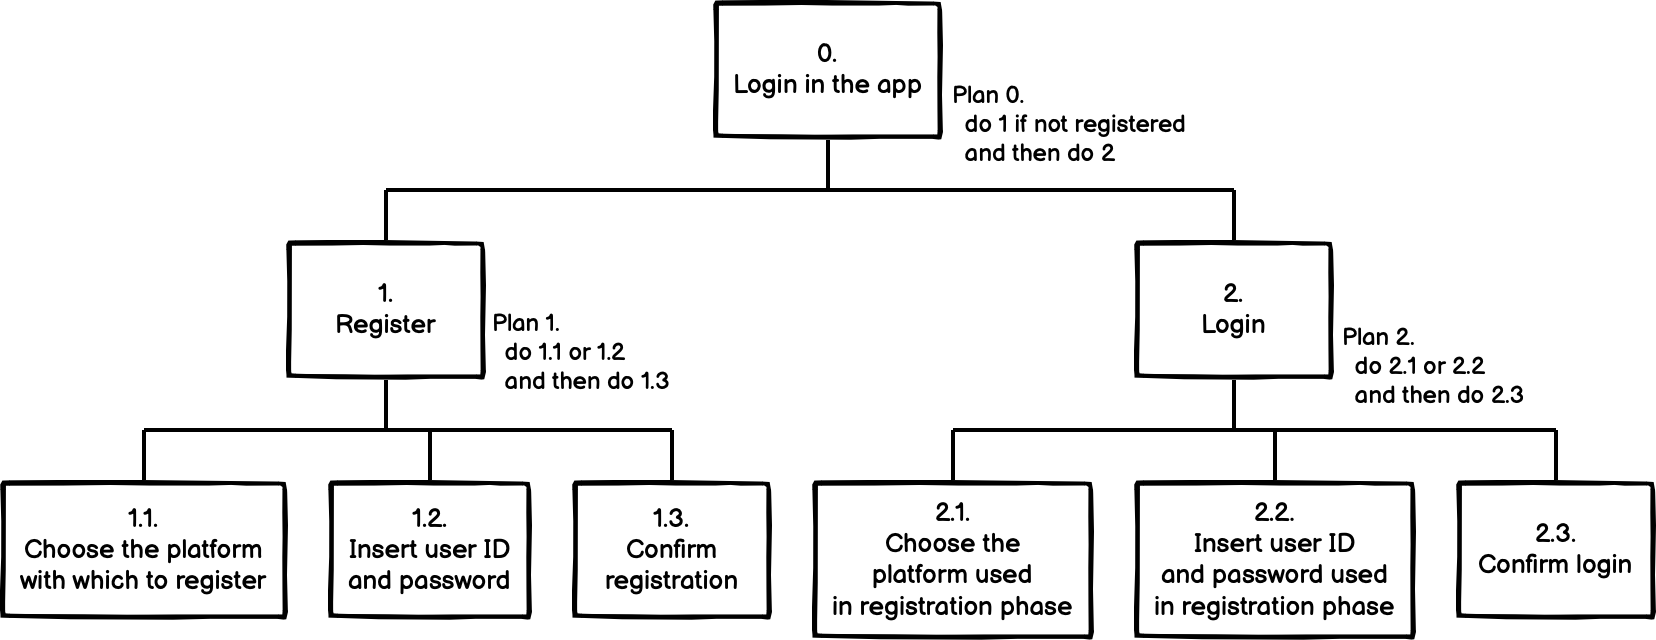 0.
Login in the app
Plan 0.
do 1 if not registered
and then do 2
1.
Register
Plan 1.
do 1.1 or 1.2
and then do 1.3
2.
Login
Plan 2.
do 2.1 or 2.2
and then do 2.3
1.1.
Choose the platform
with which to register
1.2.
Insert user ID
and password
1.3.
Confirm
registration
2.1.
Choose the
platform used
in registration phase
2.2.
Insert user ID
and password used
in registration phase
2.3.
Confirm login